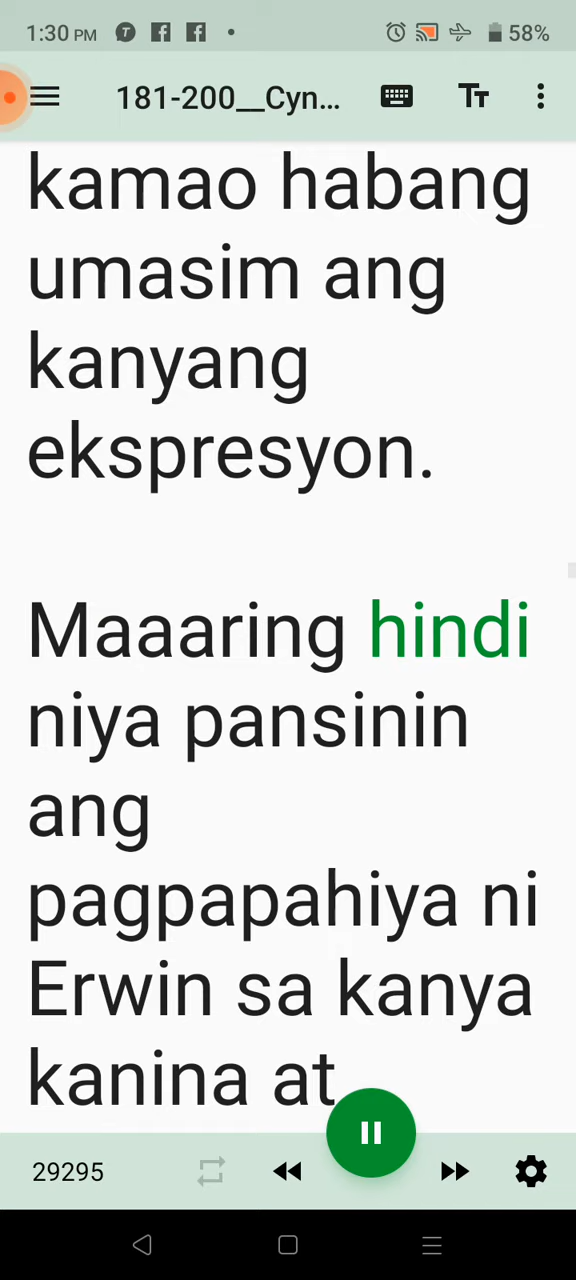 1:30 PM
58%
181-200__Cyn...
Tт
kamao habang
umasim ang
kanyang
ekspresyon.
Maaaring hindi
niya pansinin
ang
pagpapahiya ni
Erwin sa kanya
kanina at
29295